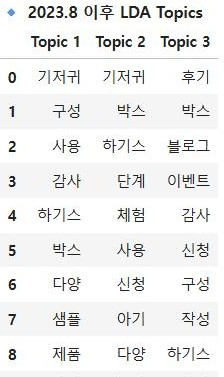 2023.8 이후 LDA Topics
Topic 1 Topic 2 Topic 3
0 기저귀 기저귀 후기
1 구성 박스 박스
2 사용 하기스 블로그
3 감사 단계 이벤트
4 하기스 체험 감사
5 박스 사용 신청
6 다양 신청 구성
7 샘플 아기 작성
8 제품 다양 하기스